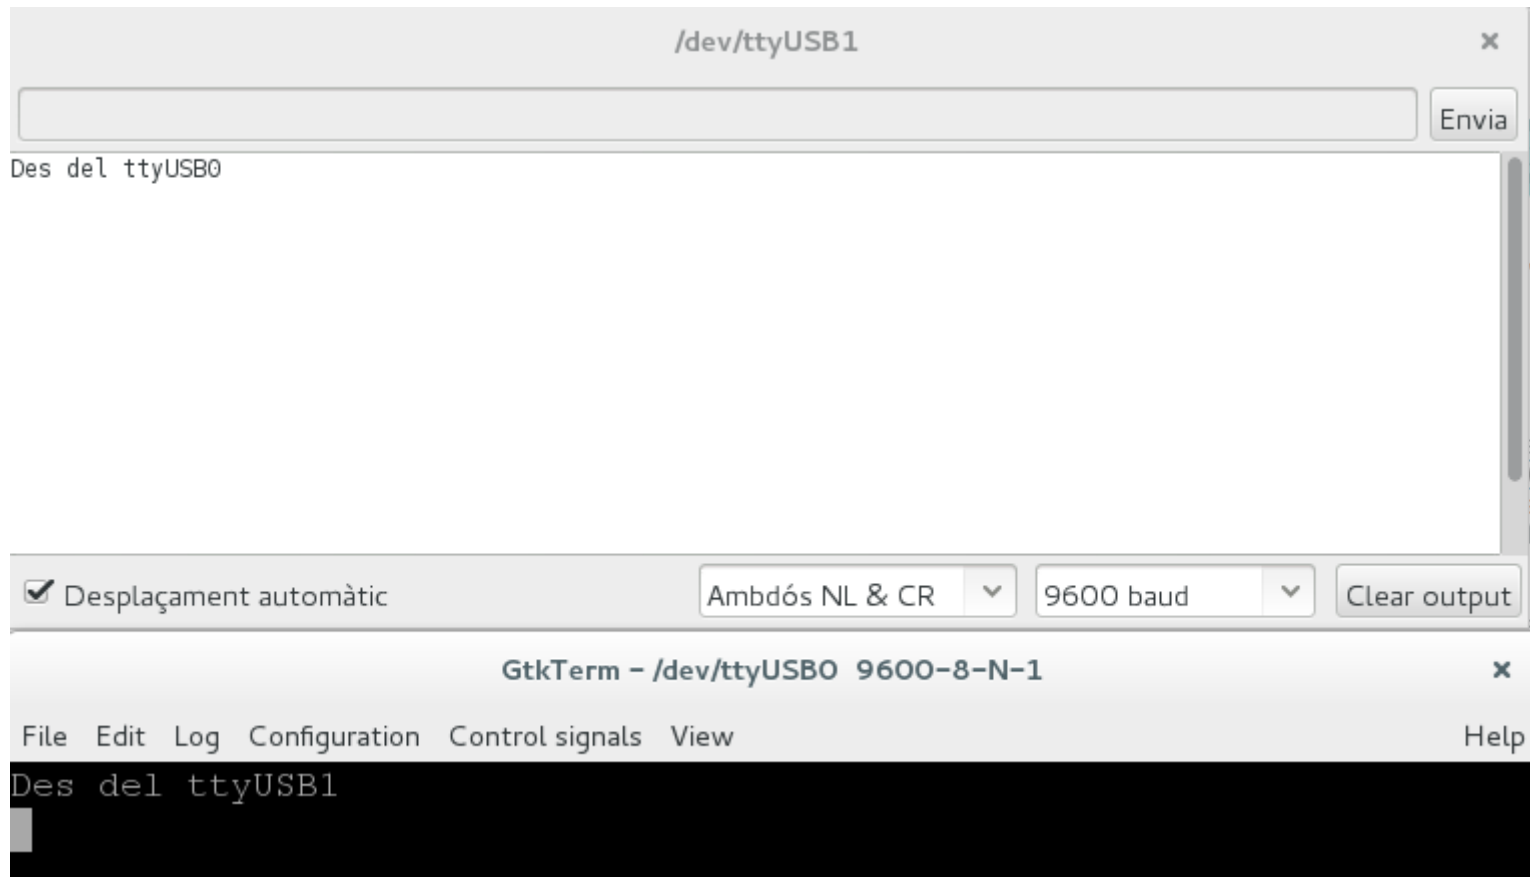 /dev/ttyUSB1
Envia
Des del ttyUSB0
Desplaçament automàtic Ambdós NL & CR 9600 baud Clear output
GtkTerm - /dev/ttyUSB0 9600-8-N-1
File Edit Log Configuration Control signals View Help
Des del ttyUSB1